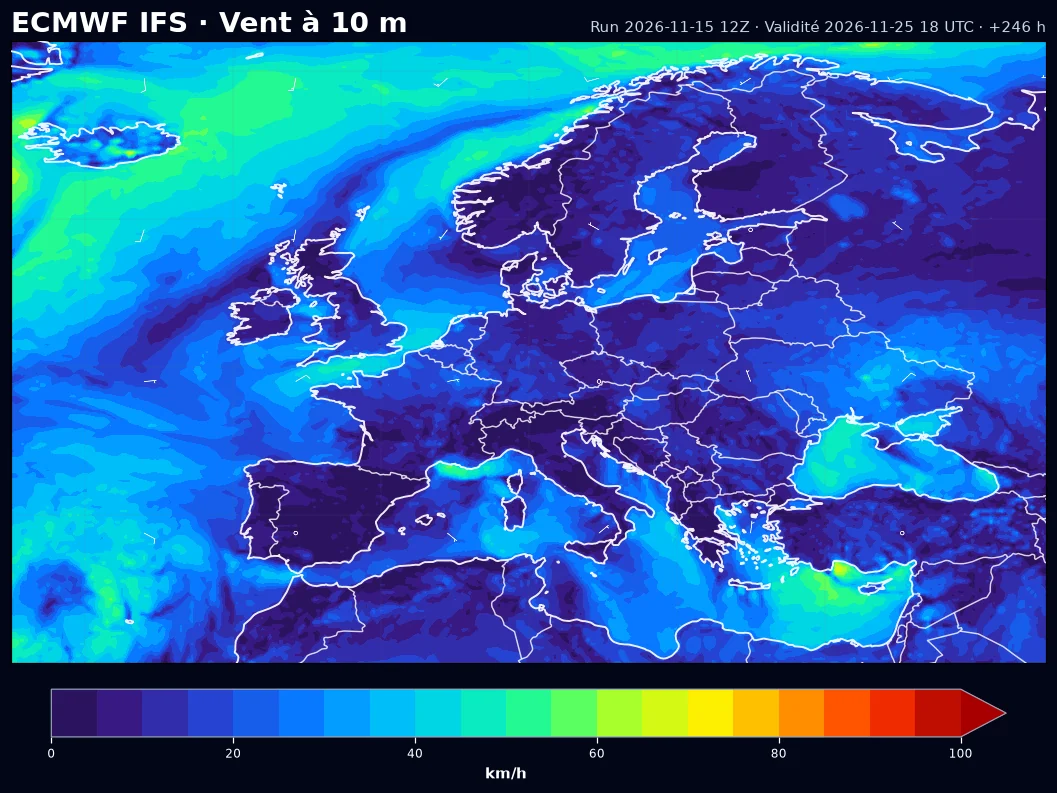 ECMWF IFS · Vent à 10 m
Run 2026-11-15 12Z · Validité 2026-11-25 18 UTC · +246 h
0 20 40 60 80 100
km/h